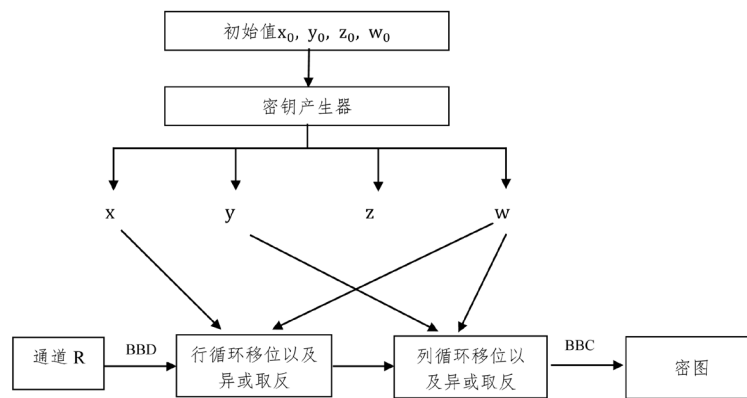 初始值x₀, y₀, z₀, w₀
密钥产生器
x
y
z
w
通道 R
BBD
行循环移位以及
异或取反
列循环移位以
及异或取反
BBC
密图